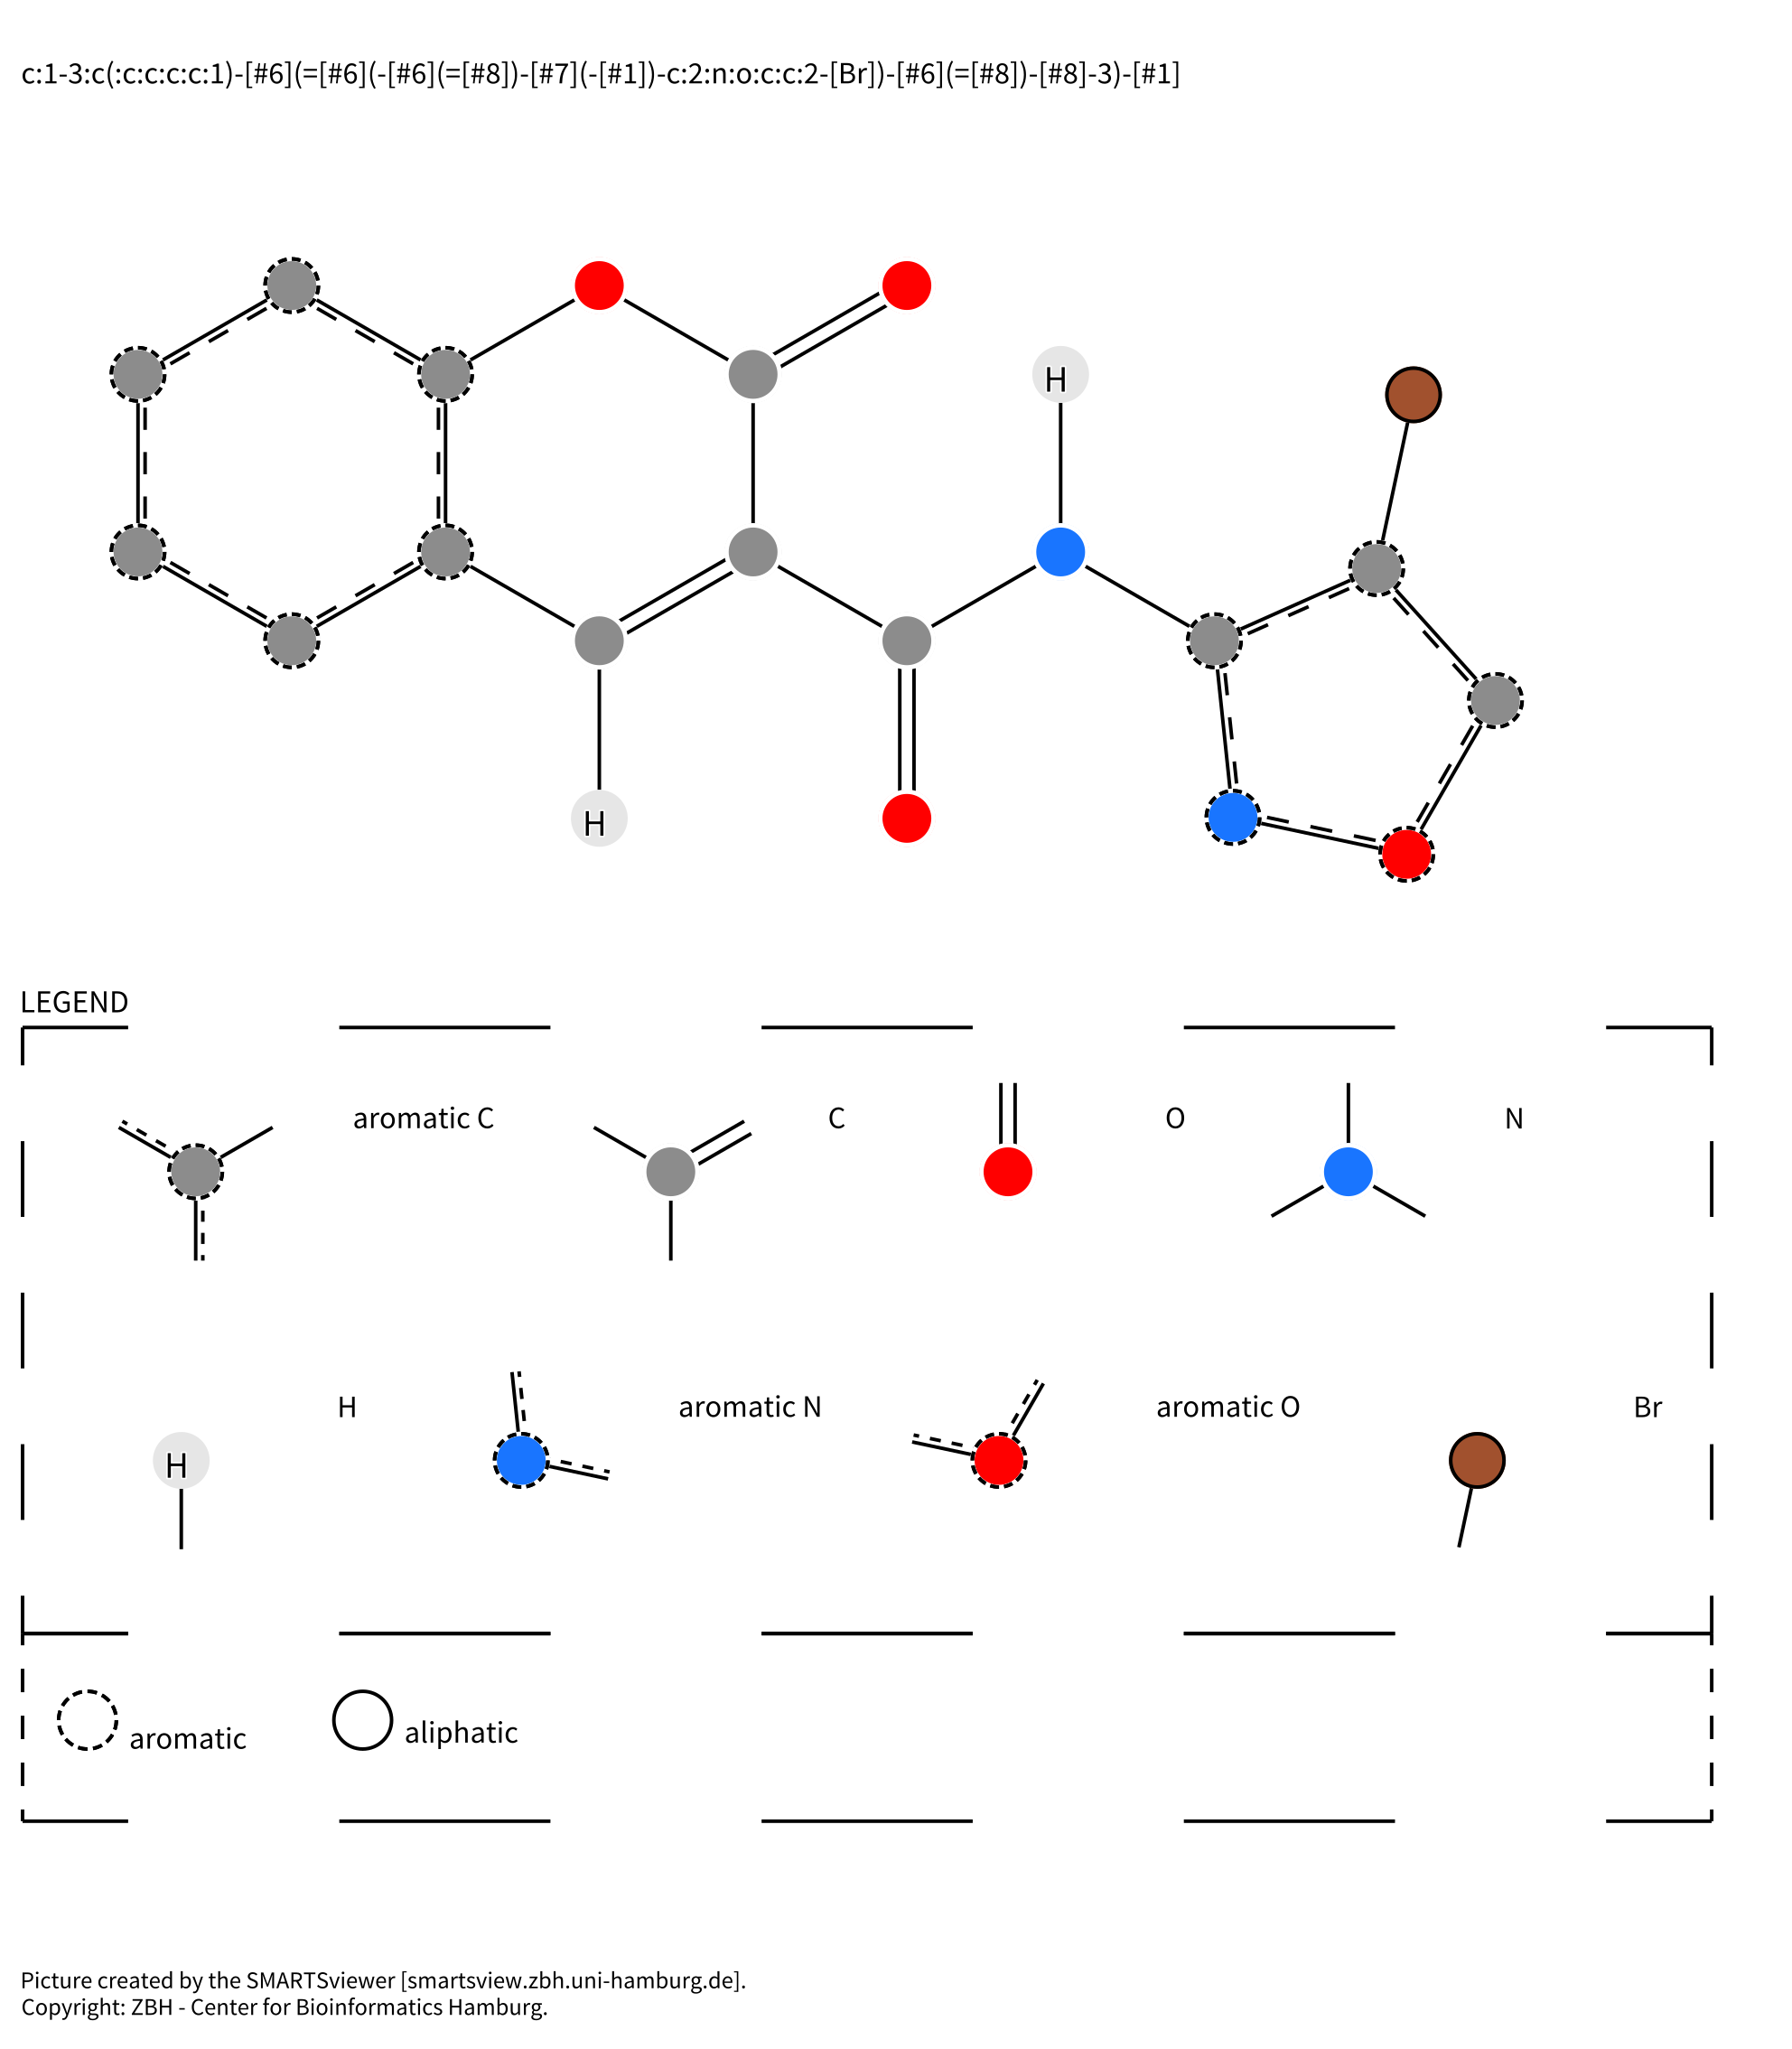 c:1-3:c(:c:c:c:c:1)-[#6](=[#6](-[#6](=[#8])-[#7](-[#1])-c:2:n:o:c:c:2-[Br])-[#6](=[#8])-[#8]-3)-[#1]
H
H
LEGEND
aromatic C
C
O
N
H
H
aromatic N
aromatic O
Br
aromatic
aliphatic
Picture created by the SMARTSviewer [smartsview.zbh.uni-hamburg.de].
Copyright: ZBH - Center for Bioinformatics Hamburg.